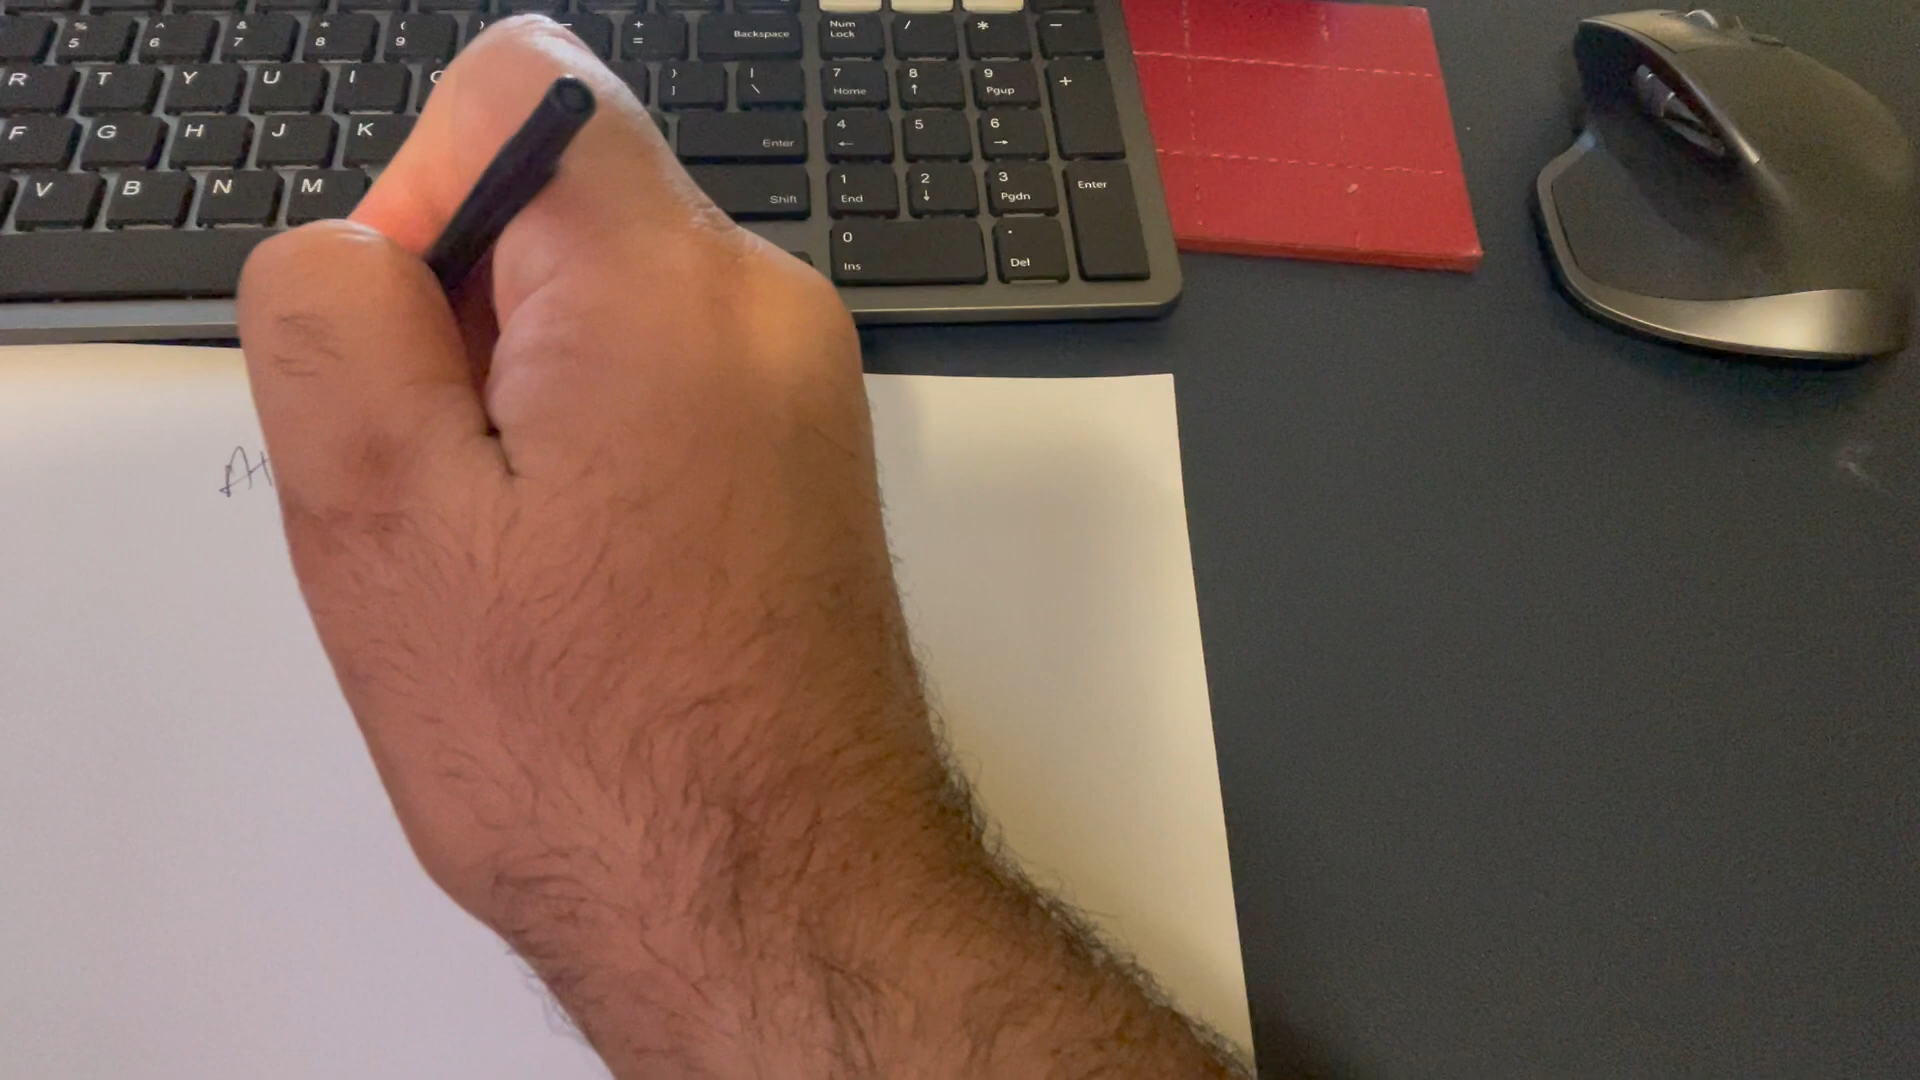 % 5 ^ 6 & 7 * 8 ( 9 ) + = Backspace Num Lock / * -
R T Y U I } ] | \ 7 Home 8 ↑ 9 Pgup +
F G H J K Enter 4 ← 5 6 →
V B N M Shift 1 End 2 ↓ 3 Pgdn Enter
0 Ins . Del